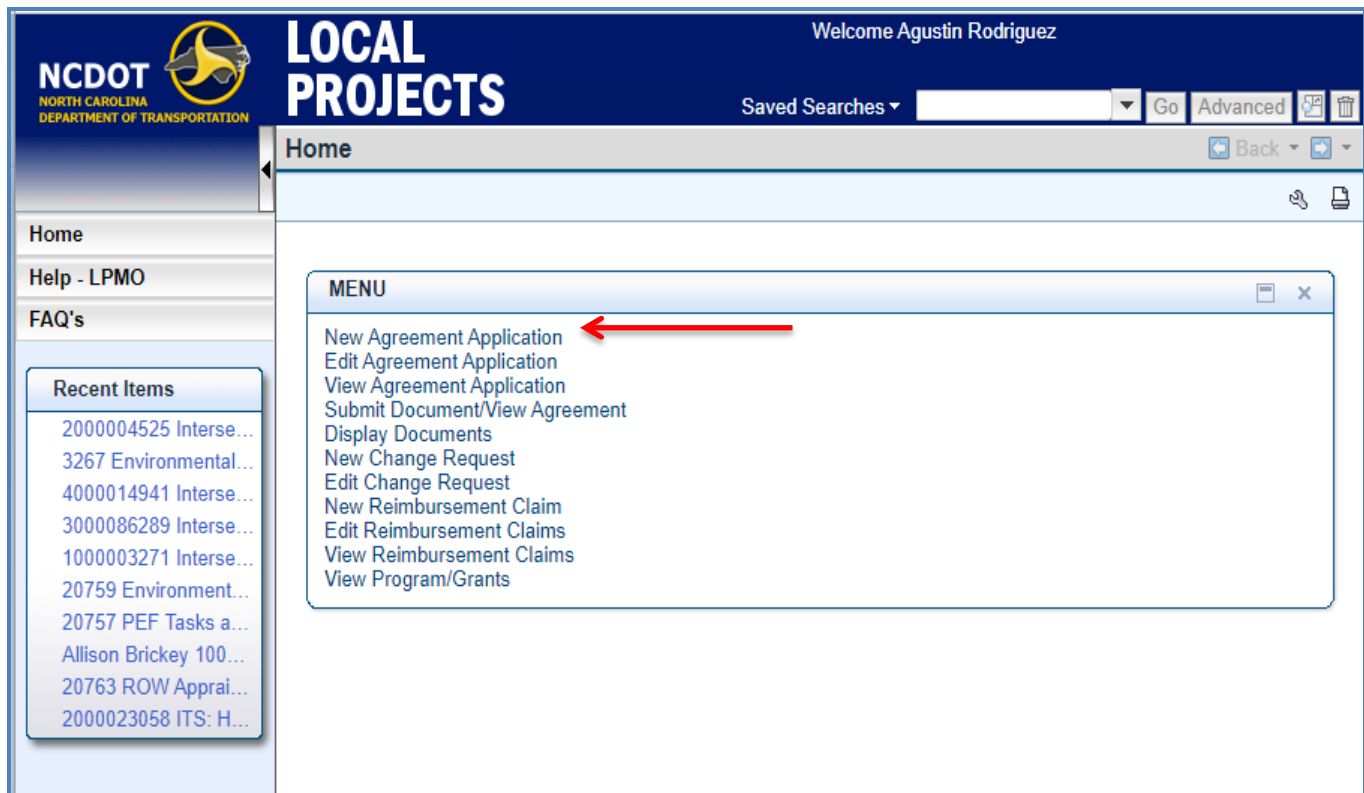 NCDOT
NORTH CAROLINA
DEPARTMENT OF TRANSPORTATION
LOCAL
PROJECTS
Welcome Agustin Rodriguez
Saved Searches
Go
Advanced
Home
Back
Home
Help - LPMO
FAQ's
Recent Items
2000004525 Interse...
3267 Environmental...
4000014941 Interse...
3000086289 Interse...
1000003271 Interse...
20759 Environment...
20757 PEF Tasks a...
Allison Brickey 100...
20763 ROW Apprai...
2000023058 ITS: H...
MENU
New Agreement Application
Edit Agreement Application
View Agreement Application
Submit Document/View Agreement
Display Documents
New Change Request
Edit Change Request
New Reimbursement Claim
Edit Reimbursement Claims
View Reimbursement Claims
View Program/Grants